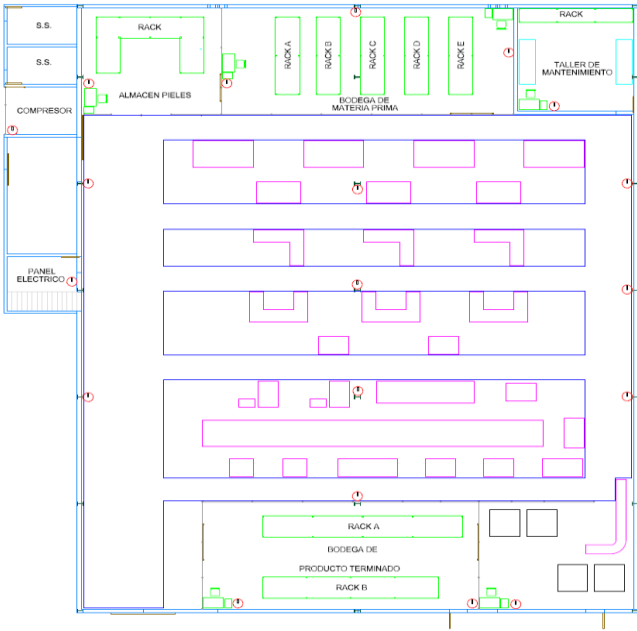 S.S.
S.S.
COMPRESOR
PANEL
ELECTRICO
RACK
ALMACEN PIELES
RACK A
RACK B
RACK C
RACK D
RACK E
BODEGA DE
MATERIA PRIMA
RACK
TALLER DE
MANTENIMIENTO
RACK A
BODEGA DE
PRODUCTO TERMINADO
RACK B